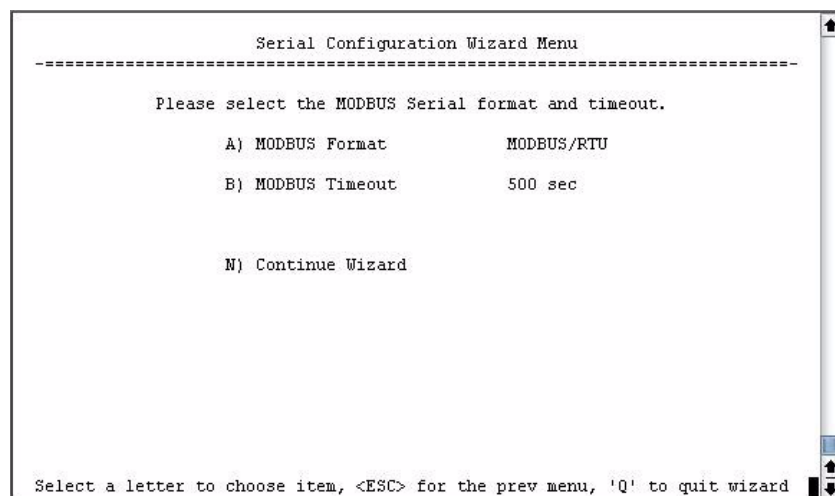 Serial Configuration Wizard Menu
-==========================================================================-
Please select the MODBUS Serial format and timeout.
A) MODBUS Format MODBUS/RTU
B) MODBUS Timeout 500 sec
N) Continue Wizard
Select a letter to choose item, <ESC> for the prev menu, 'Q' to quit wizard